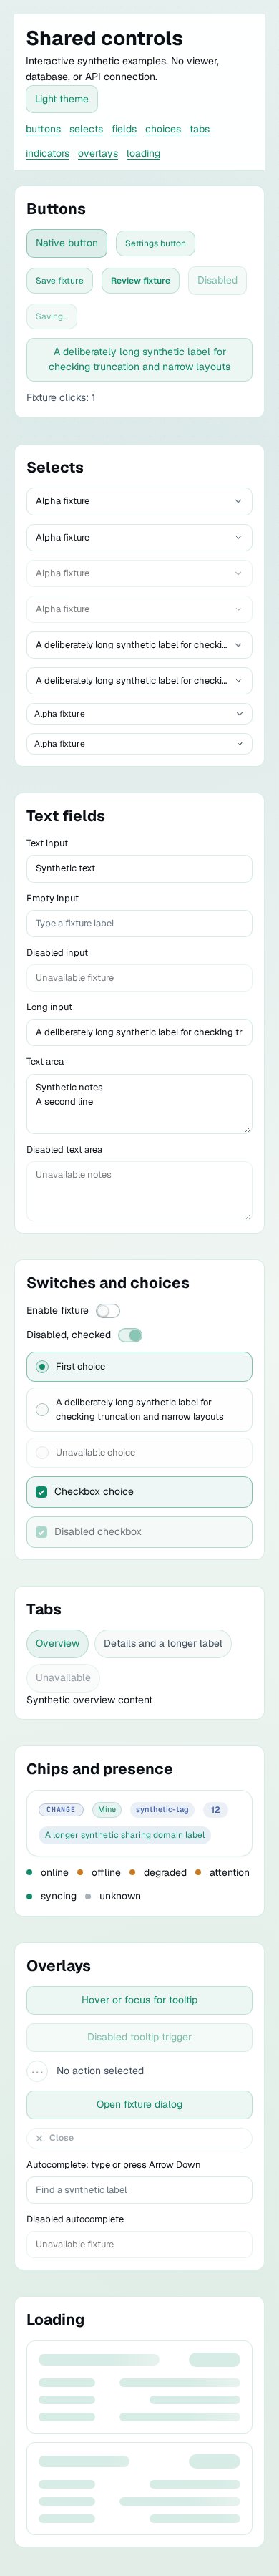 Shared controls
Interactive synthetic examples. No viewer,
database, or API connection.
Light theme
buttons selects fields choices tabs
indicators overlays loading
Buttons
Native button Settings button
Save fixture Review fixture Disabled
Saving…
A deliberately long synthetic label for
checking truncation and narrow layouts
Fixture clicks: 1
Selects
Alpha fixture
Alpha fixture
Alpha fixture
Alpha fixture
A deliberately long synthetic label for checki...
A deliberately long synthetic label for checki...
Alpha fixture
Alpha fixture
Text fields
Text input
Synthetic text
Empty input
Type a fixture label
Disabled input
Unavailable fixture
Long input
A deliberately long synthetic label for checking tr
Text area
Synthetic notes
A second line
Disabled text area
Unavailable notes
Switches and choices
Enable fixture
Disabled, checked
First choice
A deliberately long synthetic label for
checking truncation and narrow layouts
Unavailable choice
Checkbox choice
Disabled checkbox
Tabs
Overview Details and a longer label
Unavailable
Synthetic overview content
Chips and presence
CHANGE Mine synthetic-tag 12
A longer synthetic sharing domain label
online offline degraded attention
syncing unknown
Overlays
Hover or focus for tooltip
Disabled tooltip trigger
No action selected
Open fixture dialog
Close
Autocomplete: type or press Arrow Down
Find a synthetic label
Disabled autocomplete
Unavailable fixture
Loading